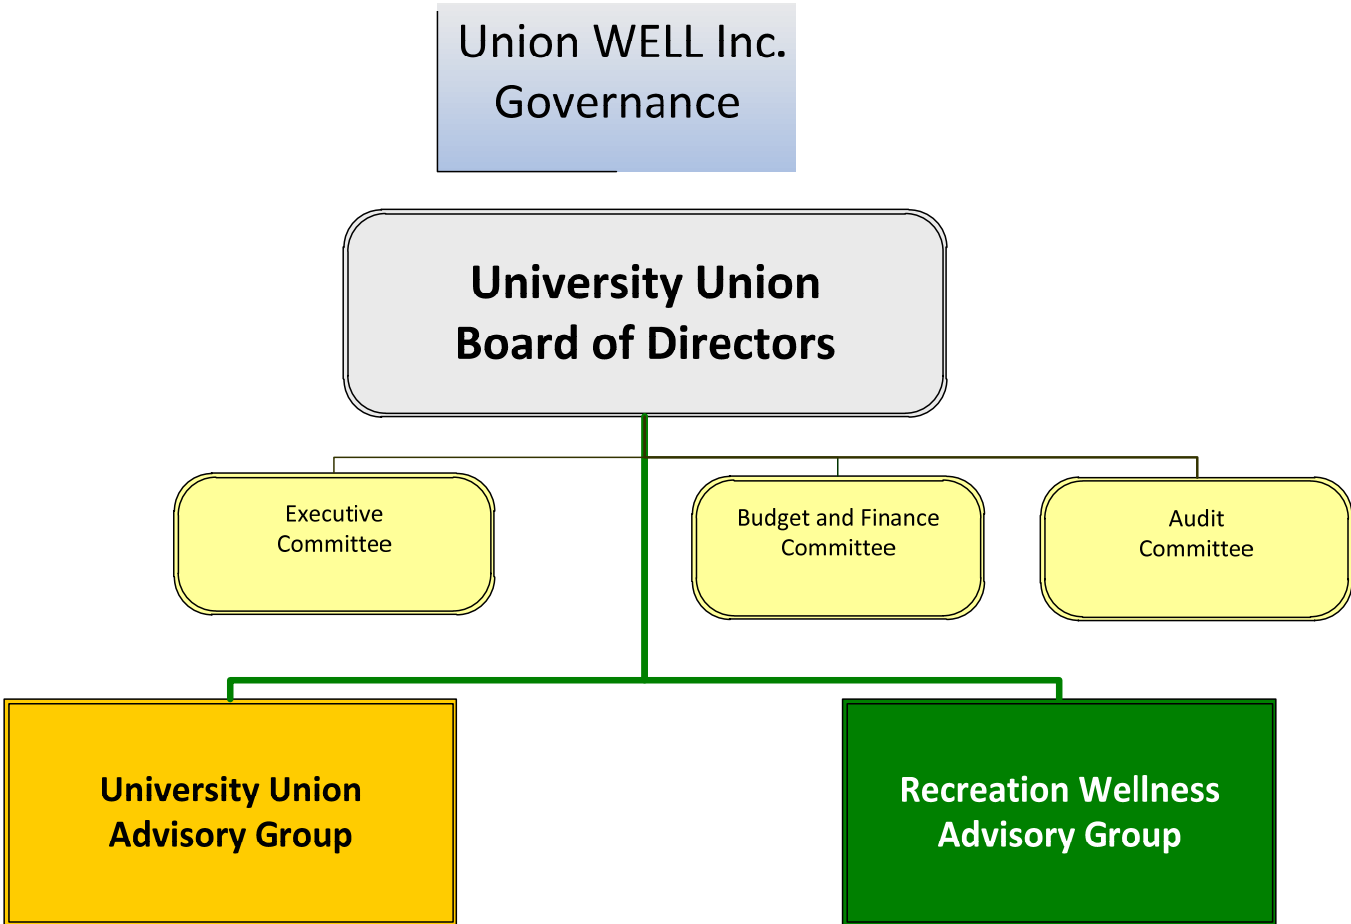 Union WELL Inc.
Governance
University Union
Board of Directors
Executive
Committee
Budget and Finance
Committee
Audit
Committee
University Union
Advisory Group
Recreation Wellness
Advisory Group